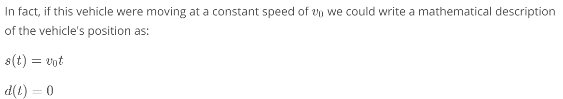 In fact, if this vehicle were moving at a constant speed of v₀ we could write a mathematical description
of the vehicle's position as:
s(t) = v₀t
d(t) = 0